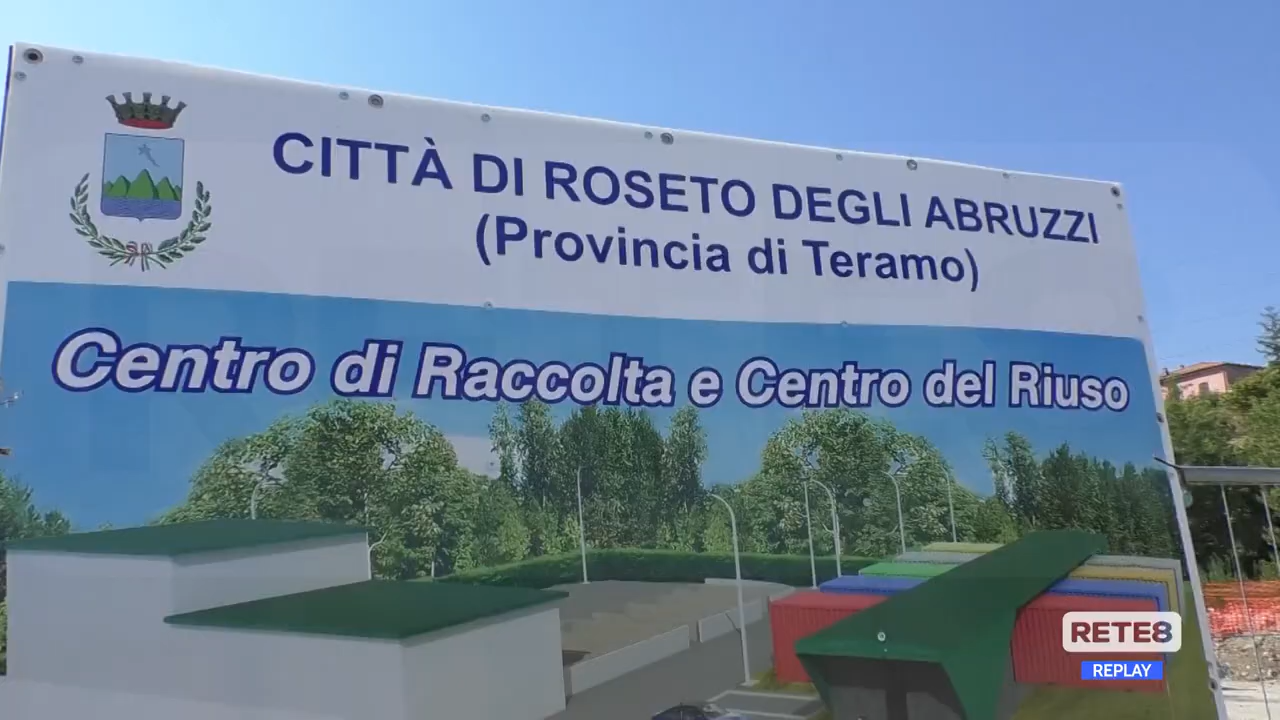 CITTÀ DI ROSETO DEGLI ABRUZZI
(Provincia di Teramo)
Centro di Raccolta e Centro del Riuso
RETE8
REPLAY